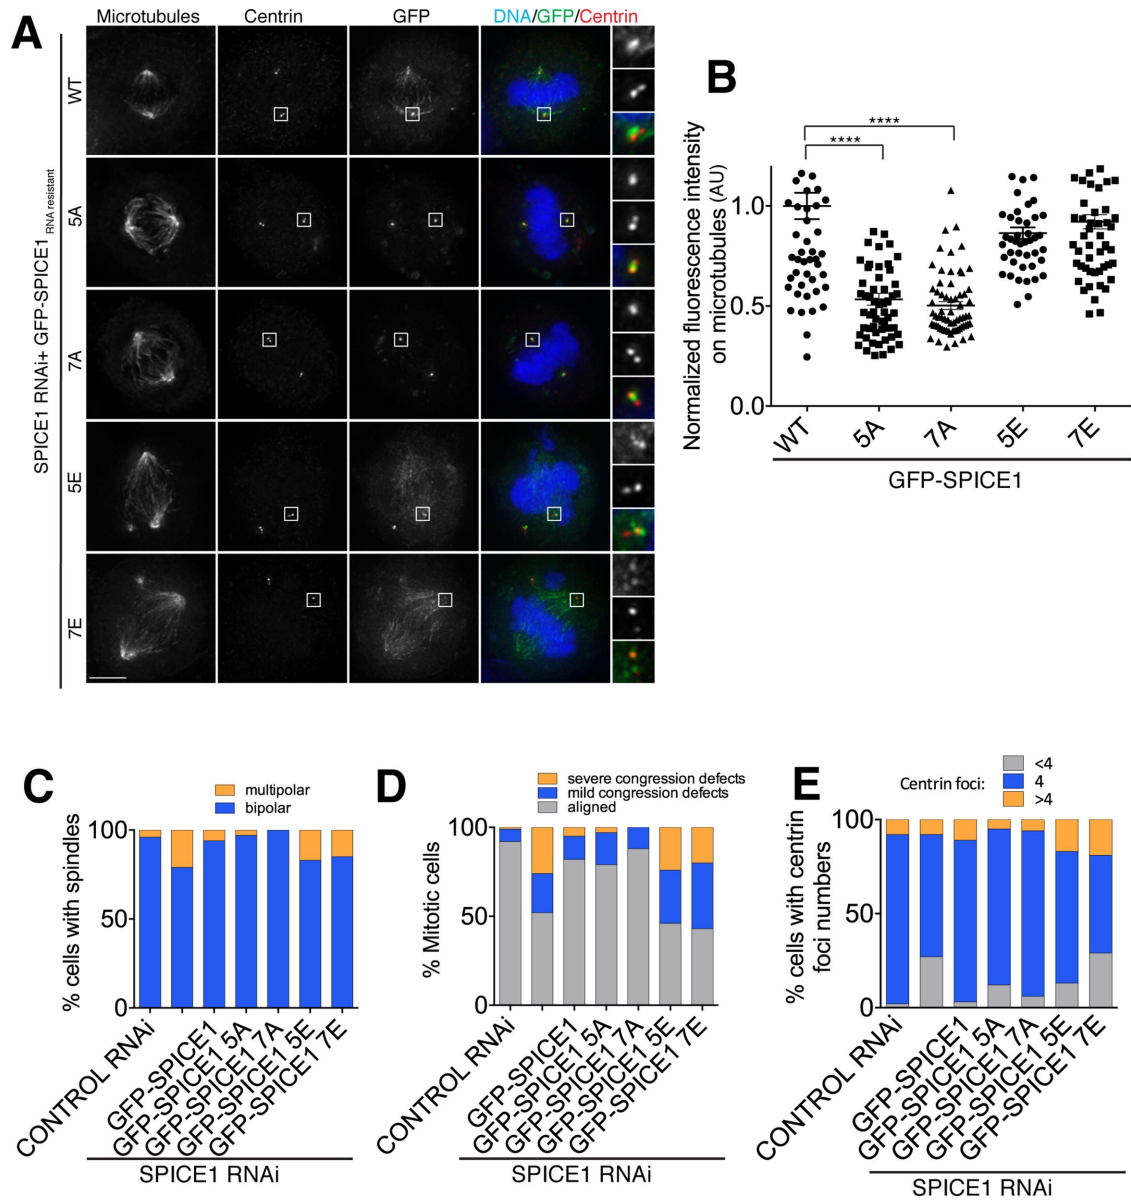 A
Microtubules Centrin GFP DNA/GFP/Centrin
SPICE1 RNAi+ GFP-SPICE1 RNA resistant
WT
5A
7A
5E
7E
B
Normalized fluorescence intensity
on microtubules (AU)
1.0
0.5
0.0
****
****
WT 5A 7A 5E 7E
GFP-SPICE1
C
multipolar
bipolar
% cells with spindles
100
50
0
CONTROL RNAi
GFP-SPICE1
GFP-SPICE1 5A
GFP-SPICE1 7A
GFP-SPICE1 5E
GFP-SPICE1 7E
SPICE1 RNAi
D
severe congression defects
mild congression defects
aligned
% Mitotic cells
100
50
0
CONTROL RNAi
GFP-SPICE1
GFP-SPICE1 5A
GFP-SPICE1 7A
GFP-SPICE1 5E
GFP-SPICE1 7E
SPICE1 RNAi
E
Centrin foci:
<4
4
>4
% cells with centrin
foci numbers
100
50
0
CONTROL RNAi
GFP-SPICE1
GFP-SPICE1 5A
GFP-SPICE1 7A
GFP-SPICE1 5E
GFP-SPICE1 7E
SPICE1 RNAi